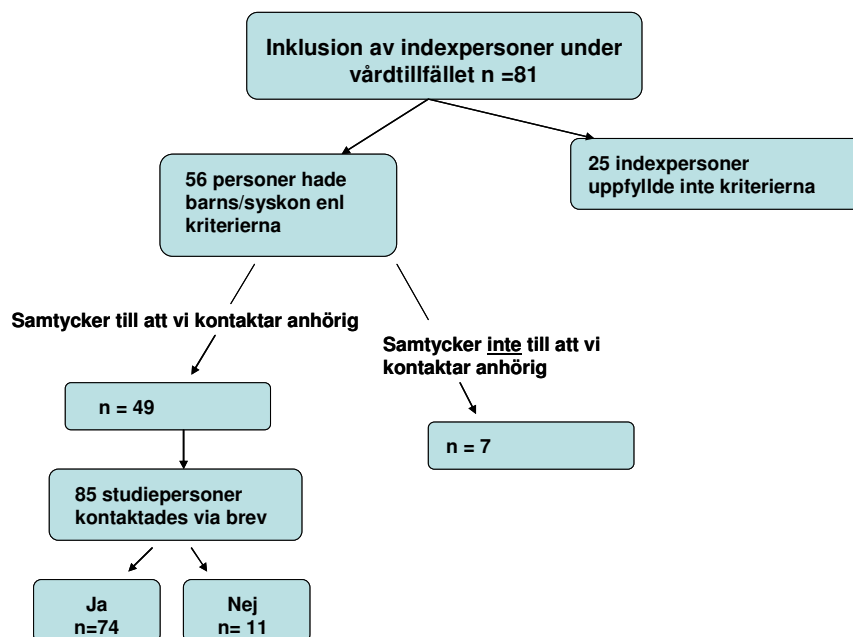 Inklusion av indexpersoner under
vårdtillfället n =81
56 personer hade
barns/syskon enl
kriterierna
25 indexpersoner
uppfyllde inte kriterierna
Samtycker till att vi kontaktar anhörig
Samtycker inte till att vi
kontaktar anhörig
n = 49
n = 7
85 studiepersoner
kontaktades via brev
Ja
n=74
Nej
n= 11